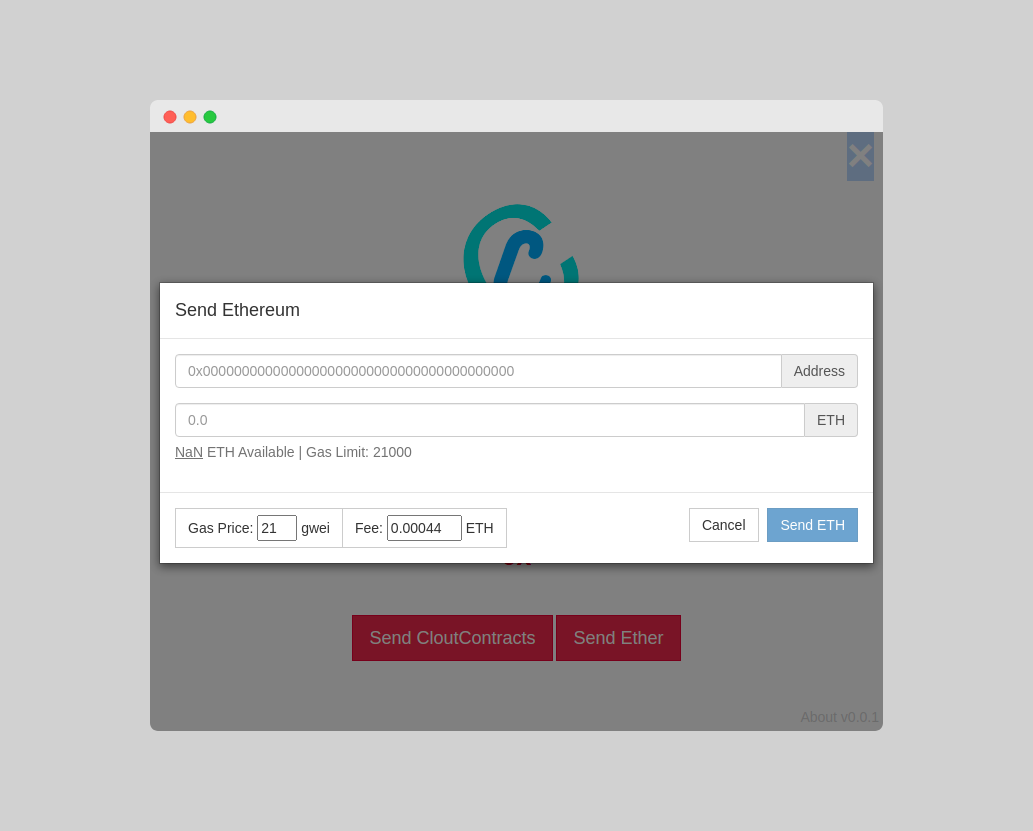 Send Ethereum
0x0000000000000000000000000000000000000000 Address
0.0 ETH
NaN ETH Available | Gas Limit: 21000
Gas Price: 21 gwei Fee: 0.00044 ETH Cancel Send ETH
Send CloutContracts Send Ether
About v0.0.1